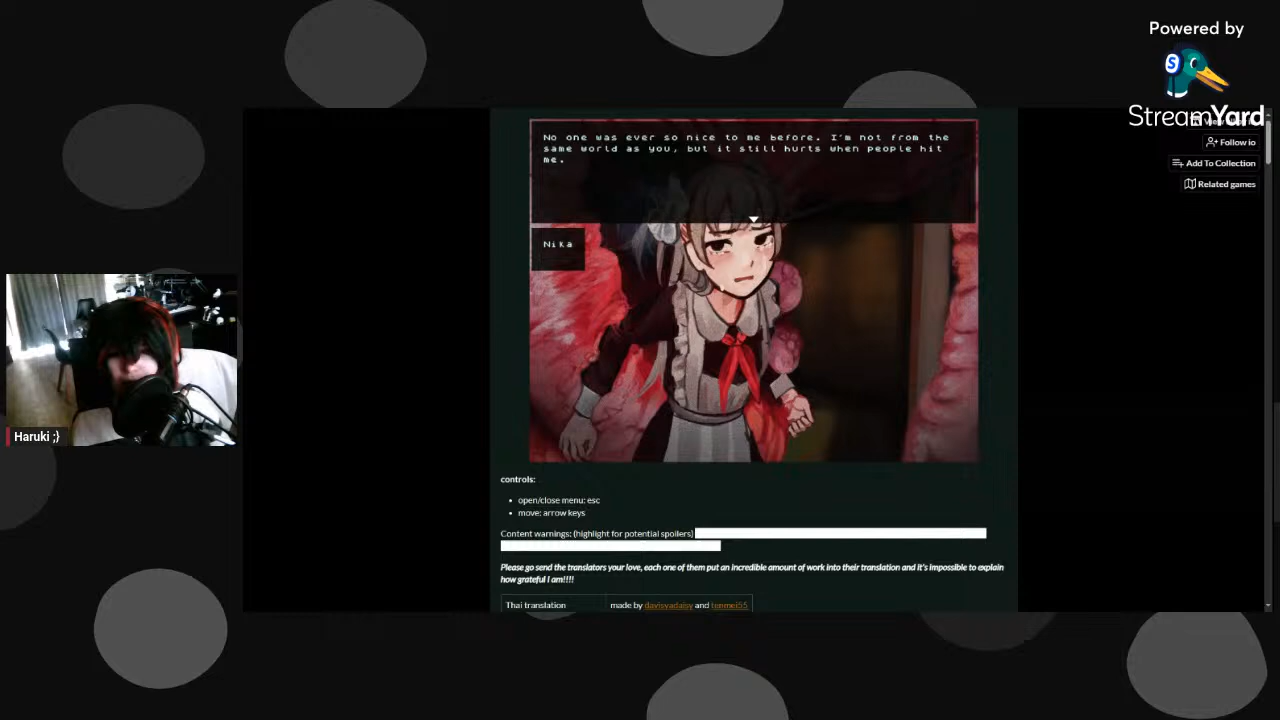 Powered by
StreamYard
Follow io
Add To Collection
Related games
No one was ever so nice to me before. I'm not from the
same world as you, but it still hurts when people hit
me.
Nika
Haruki ;}
controls:
open/close menu: esc
move: arrow keys
Content warnings: (highlight for potential spoilers)
Please go send the translators your love, each one of them put an incredible amount of work into their translation and it's impossible to explain
how grateful I am!!!!
Thai translation
made by davisyadaisy and tenmei55